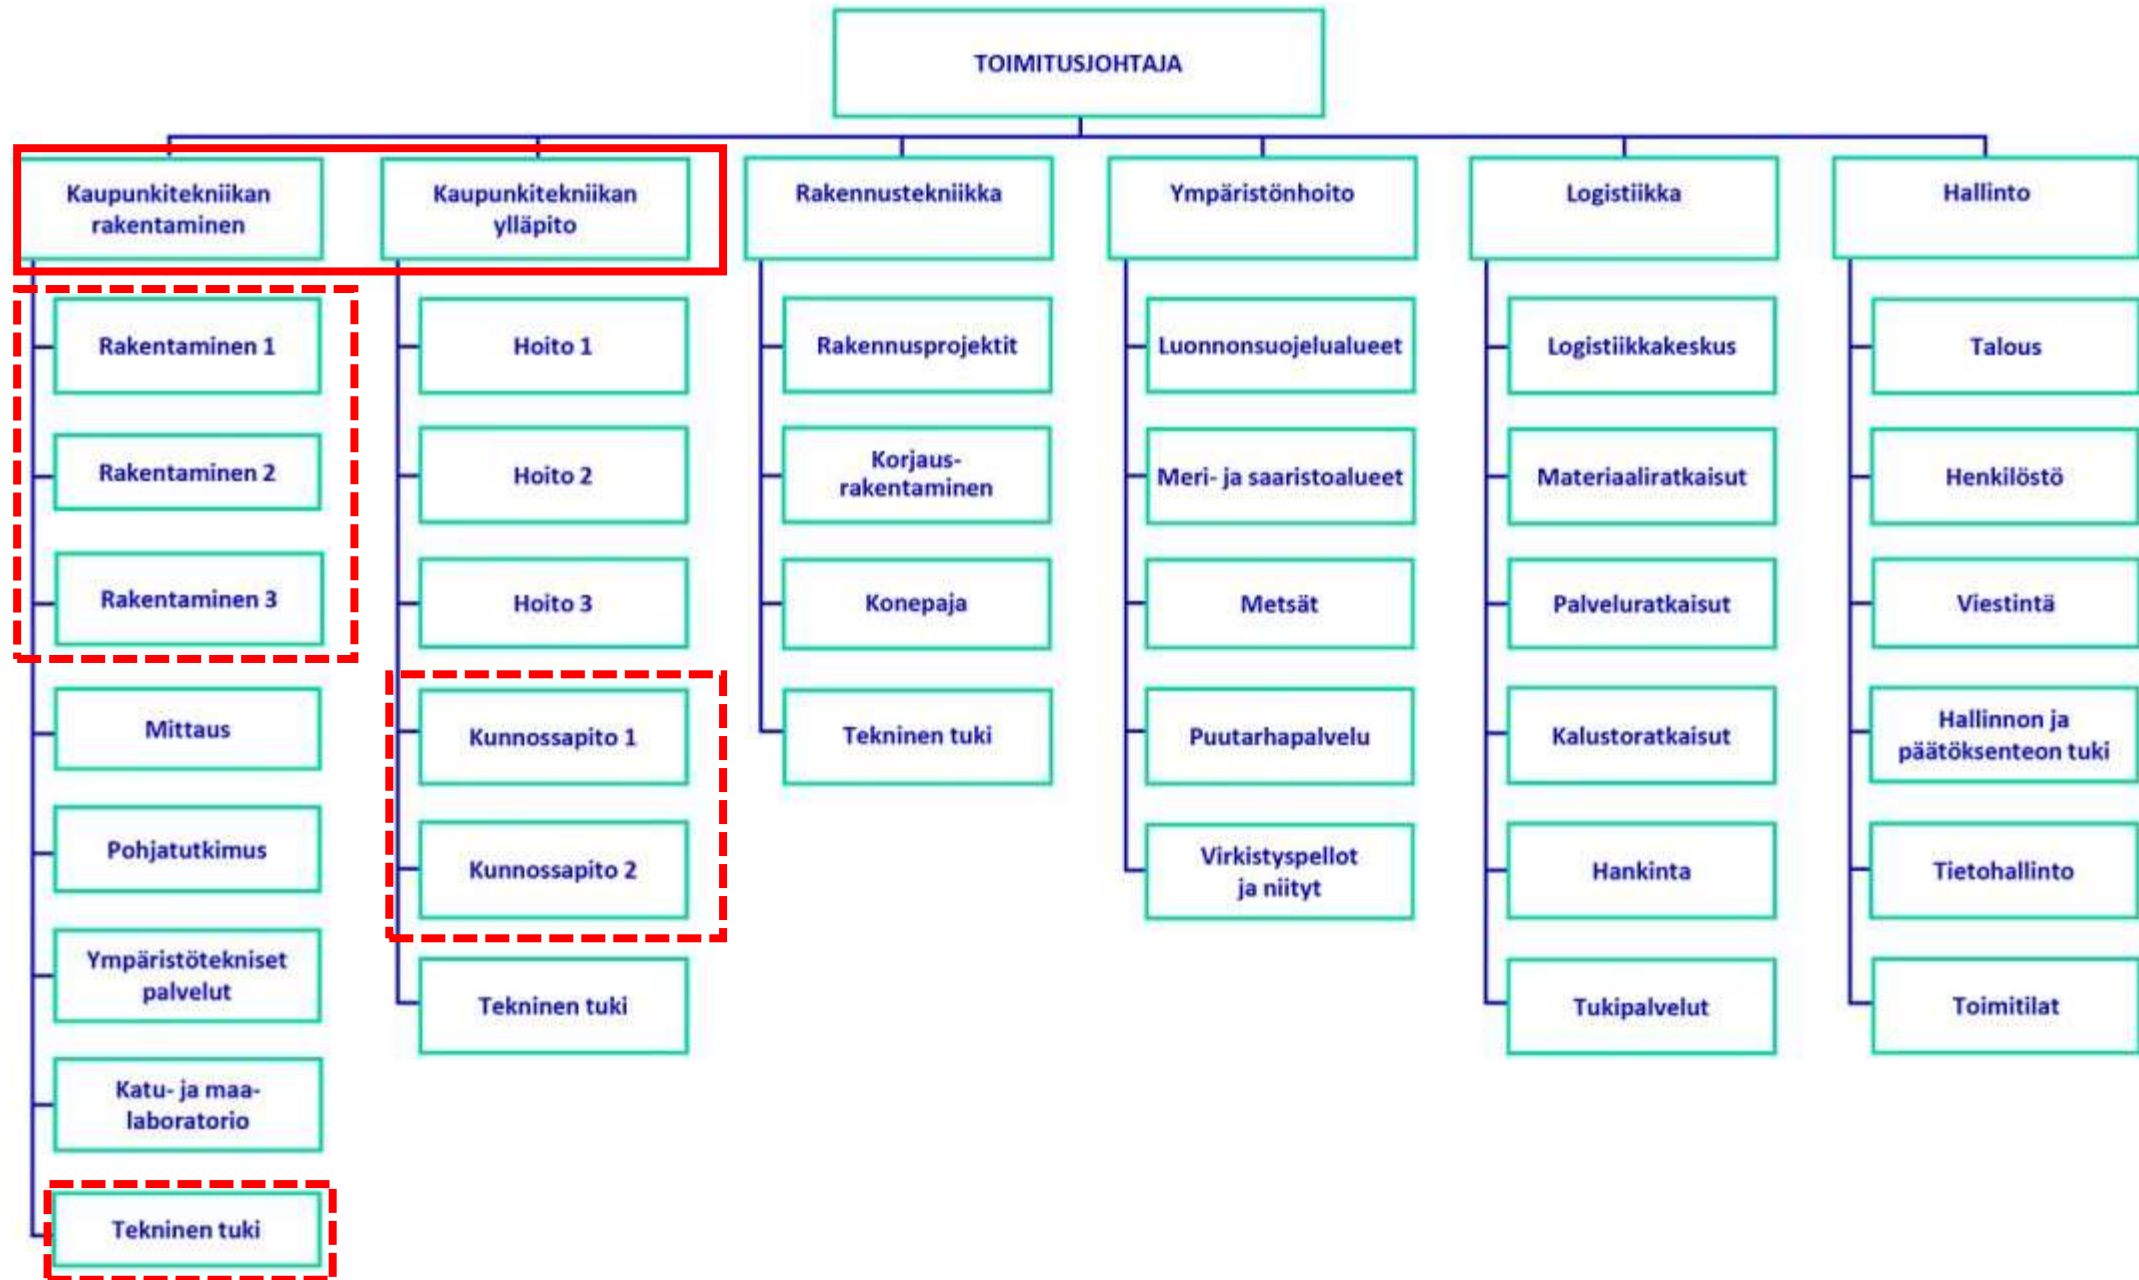 TOIMITUSJOHTAJA
Kaupunkitekniikan
rakentaminen
Rakentaminen 1
Rakentaminen 2
Rakentaminen 3
Mittaus
Pohjatutkimus
Ympäristötekniset
palvelut
Katu- ja maa-
laboratorio
Tekninen tuki
Kaupunkitekniikan
ylläpito
Hoito 1
Hoito 2
Hoito 3
Kunnossapito 1
Kunnossapito 2
Tekninen tuki
Rakennustekniikka
Rakennusprojektit
Korjaus-
rakentaminen
Konepaja
Tekninen tuki
Ympäristönhoito
Luonnonsuojelualueet
Meri- ja saaristoalueet
Metsät
Puutarhapalvelu
Virkistyspellot
ja niityt
Logistiikka
Logistiikkakeskus
Materiaaliratkaisut
Palveluratkaisut
Kalustoratkaisut
Hankinta
Tukipalvelut
Hallinto
Talous
Henkilöstö
Viestintä
Hallinnon ja
päätöksenteon tuki
Tietohallinto
Toimitilat